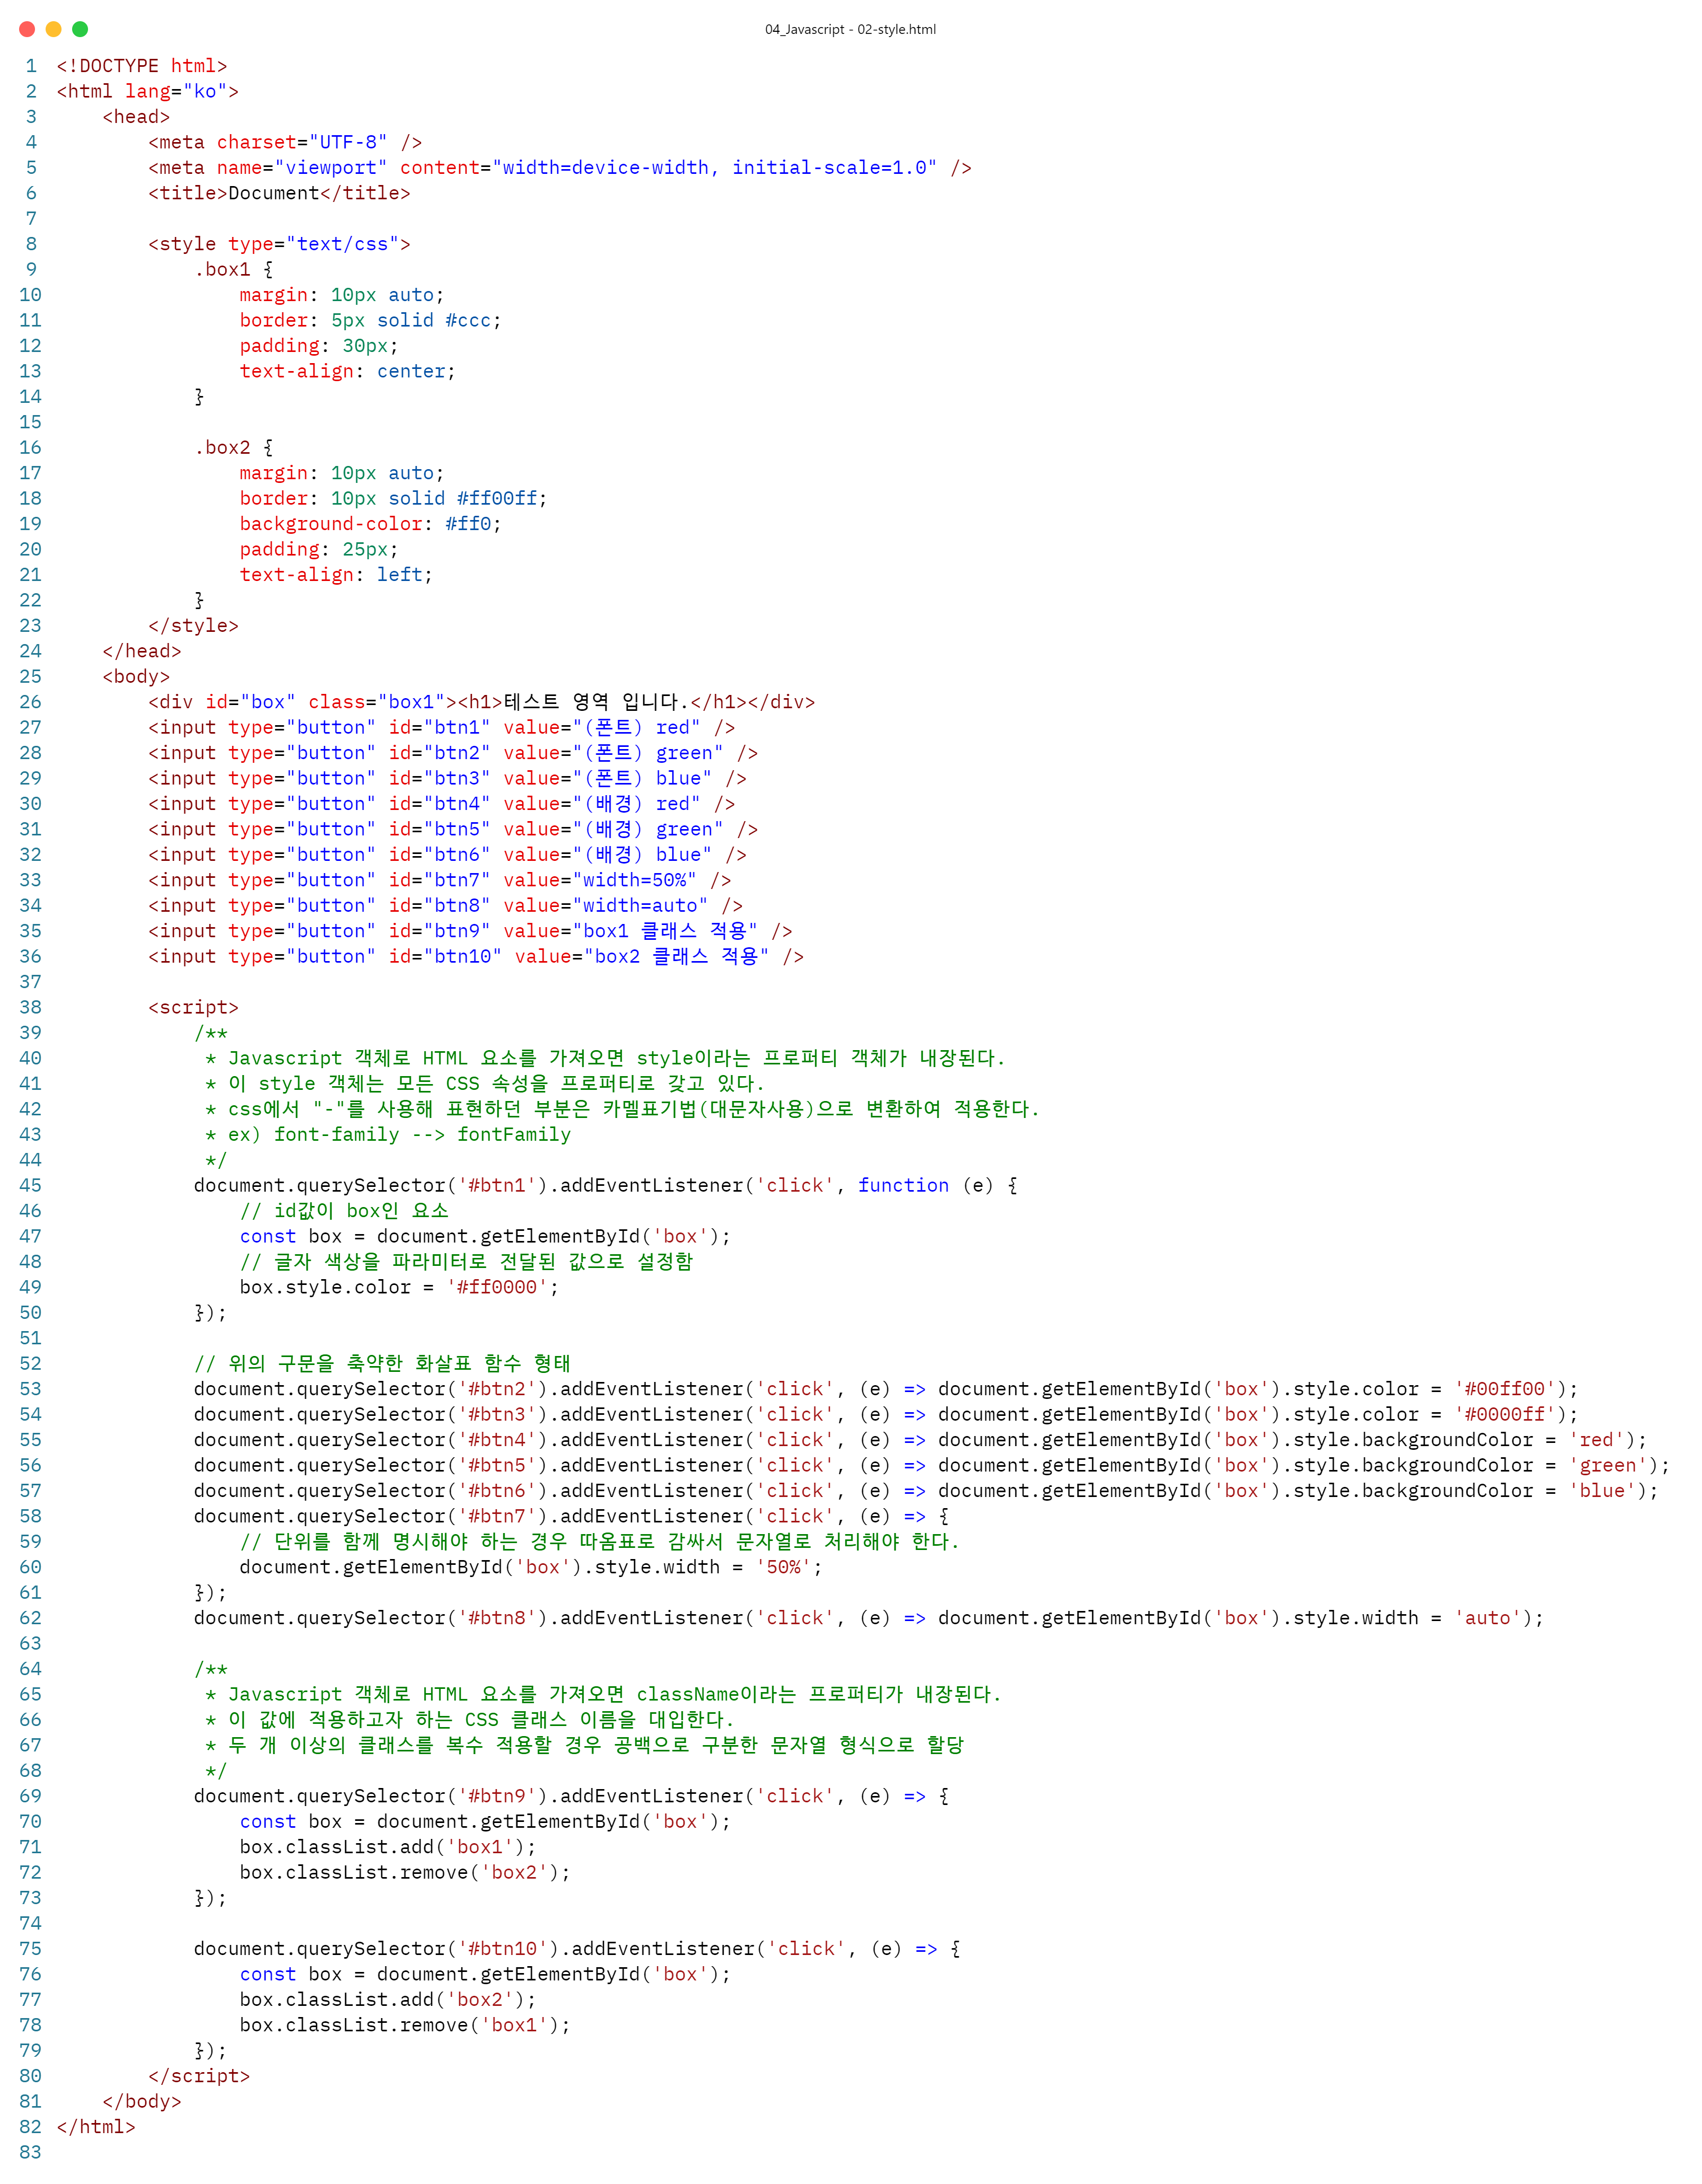 04_Javascript - 02-style.html
1 <!DOCTYPE html>
2 <html lang="ko">
3     <head>
4         <meta charset="UTF-8" />
5         <meta name="viewport" content="width=device-width, initial-scale=1.0" />
6         <title>Document</title>
7
8         <style type="text/css">
9             .box1 {
10                 margin: 10px auto;
11                 border: 5px solid #ccc;
12                 padding: 30px;
13                 text-align: center;
14             }
15
16             .box2 {
17                 margin: 10px auto;
18                 border: 10px solid #ff00ff;
19                 background-color: #ff0;
20                 padding: 25px;
21                 text-align: left;
22             }
23         </style>
24     </head>
25     <body>
26         <div id="box" class="box1"><h1>테스트 영역 입니다.</h1></div>
27         <input type="button" id="btn1" value="(폰트) red" />
28         <input type="button" id="btn2" value="(폰트) green" />
29         <input type="button" id="btn3" value="(폰트) blue" />
30         <input type="button" id="btn4" value="(배경) red" />
31         <input type="button" id="btn5" value="(배경) green" />
32         <input type="button" id="btn6" value="(배경) blue" />
33         <input type="button" id="btn7" value="width=50%" />
34         <input type="button" id="btn8" value="width=auto" />
35         <input type="button" id="btn9" value="box1 클래스 적용" />
36         <input type="button" id="btn10" value="box2 클래스 적용" />
37
38         <script>
39             /**
40              * Javascript 객체로 HTML 요소를 가져오면 style이라는 프로퍼티 객체가 내장된다.
41              * 이 style 객체는 모든 CSS 속성을 프로퍼티로 갖고 있다.
42              * css에서 "-"를 사용해 표현하던 부분은 카멜표기법(대문자사용)으로 변환하여 적용한다.
43              * ex) font-family --> fontFamily
44              */
45             document.querySelector('#btn1').addEventListener('click', function (e) {
46                 // id값이 box인 요소
47                 const box = document.getElementById('box');
48                 // 글자 색상을 파라미터로 전달된 값으로 설정함
49                 box.style.color = '#ff0000';
50             });
51
52             // 위의 구문을 축약한 화살표 함수 형태
53             document.querySelector('#btn2').addEventListener('click', (e) => document.getElementById('box').style.color = '#00ff00');
54             document.querySelector('#btn3').addEventListener('click', (e) => document.getElementById('box').style.color = '#0000ff');
55             document.querySelector('#btn4').addEventListener('click', (e) => document.getElementById('box').style.backgroundColor = 'red');
56             document.querySelector('#btn5').addEventListener('click', (e) => document.getElementById('box').style.backgroundColor = 'green');
57             document.querySelector('#btn6').addEventListener('click', (e) => document.getElementById('box').style.backgroundColor = 'blue');
58             document.querySelector('#btn7').addEventListener('click', (e) => {
59                 // 단위를 함께 명시해야 하는 경우 따옴표로 감싸서 문자열로 처리해야 한다.
60                 document.getElementById('box').style.width = '50%';
61             });
62             document.querySelector('#btn8').addEventListener('click', (e) => document.getElementById('box').style.width = 'auto');
63
64             /**
65              * Javascript 객체로 HTML 요소를 가져오면 className이라는 프로퍼티가 내장된다.
66              * 이 값에 적용하고자 하는 CSS 클래스 이름을 대입한다.
67              * 두 개 이상의 클래스를 복수 적용할 경우 공백으로 구분한 문자열 형식으로 할당
68              */
69             document.querySelector('#btn9').addEventListener('click', (e) => {
70                 const box = document.getElementById('box');
71                 box.classList.add('box1');
72                 box.classList.remove('box2');
73             });
74
75             document.querySelector('#btn10').addEventListener('click', (e) => {
76                 const box = document.getElementById('box');
77                 box.classList.add('box2');
78                 box.classList.remove('box1');
79             });
80         </script>
81     </body>
82 </html>
83